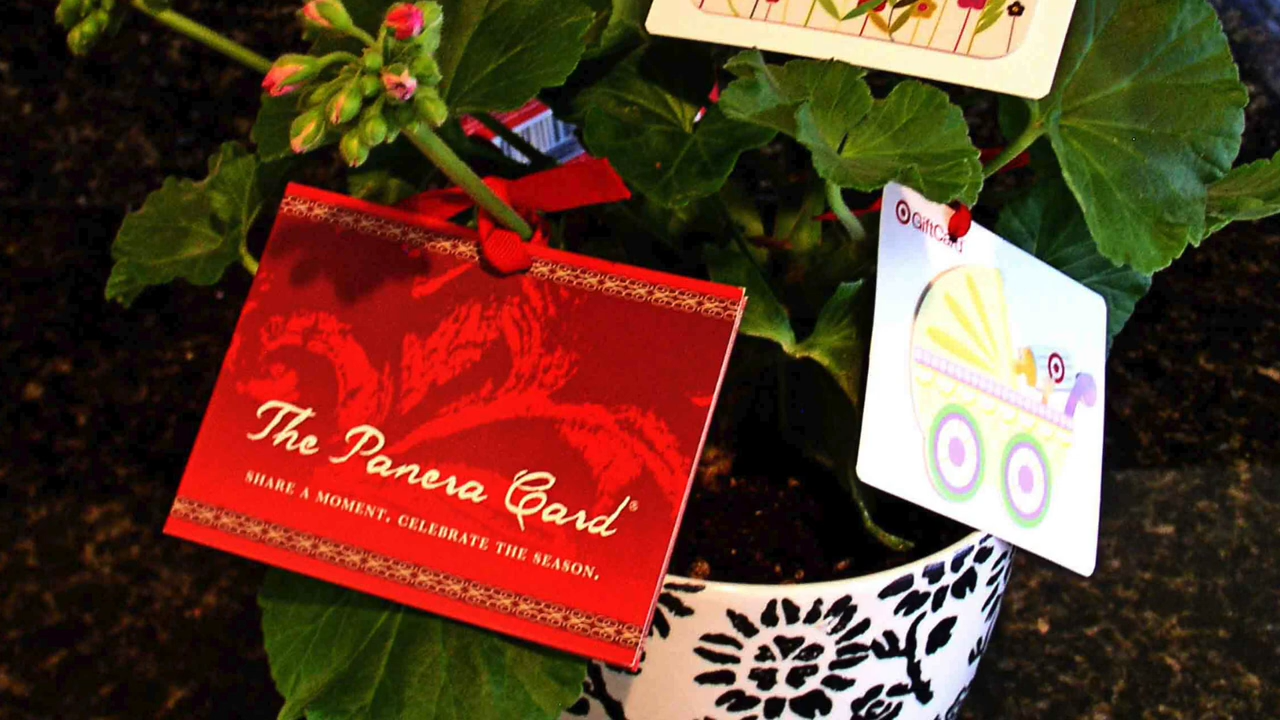 The Panera Card®
SHARE A MOMENT. CELEBRATE THE SEASON.
GiftCard